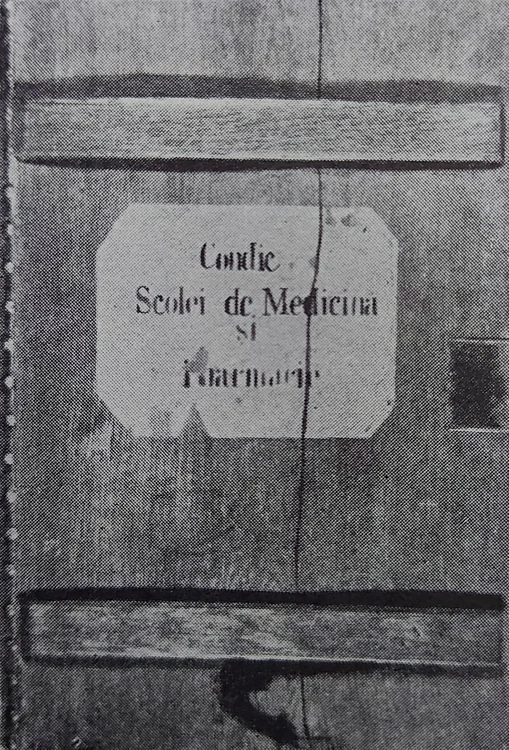 Condic
Scolei de Medicina
SI
Pharmacie